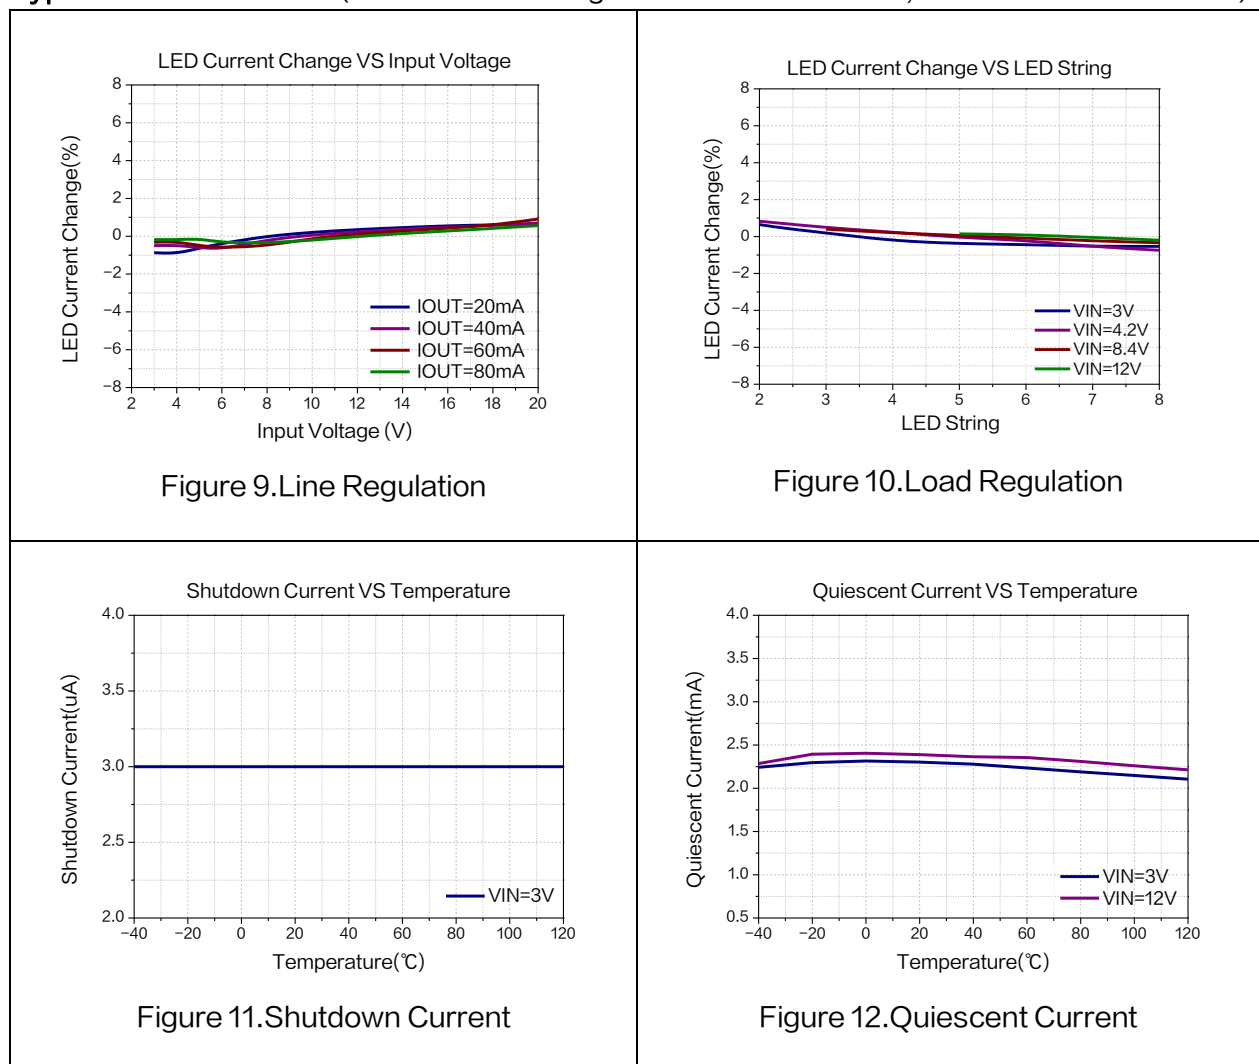 LED Current Change VS Input Voltage
LED Current Change(%)
8
6
4
2
0
−2
−4
−6
−8
IOUT=20mA
IOUT=40mA
IOUT=60mA
IOUT=80mA
2 4 6 8 10 12 14 16 18 20
Input Voltage (V)
Figure 9.Line Regulation
LED Current Change VS LED String
LED Current Change(%)
8
6
4
2
0
−2
−4
−6
−8
VIN=3V
VIN=4.2V
VIN=8.4V
VIN=12V
2 3 4 5 6 7 8
LED String
Figure 10.Load Regulation
Shutdown Current VS Temperature
Shutdown Current(uA)
4.0
3.5
3.0
2.5
2.0
VIN=3V
−40 −20 0 20 40 60 80 100 120
Temperature(℃)
Figure 11.Shutdown Current
Quiescent Current VS Temperature
Quiescent Current(mA)
4.0
3.5
3.0
2.5
2.0
1.5
1.0
0.5
VIN=3V
VIN=12V
−40 −20 0 20 40 60 80 100 120
Temperature(℃)
Figure 12.Quiescent Current